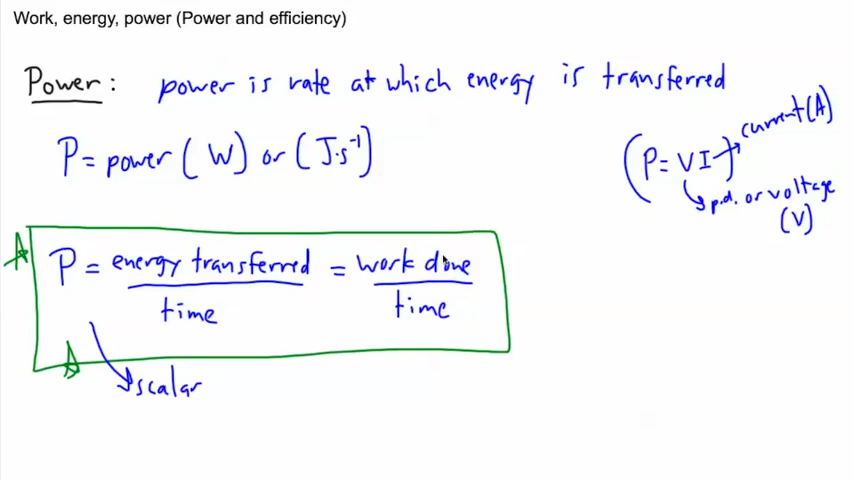 Work, energy, power (Power and efficiency)
Power: power is rate at which energy is transferred
P = power (W) or (J·s⁻¹)
(P = VI) current (A)
p.d. or voltage
(V)
P = energy transferred / time = work done / time
scalar